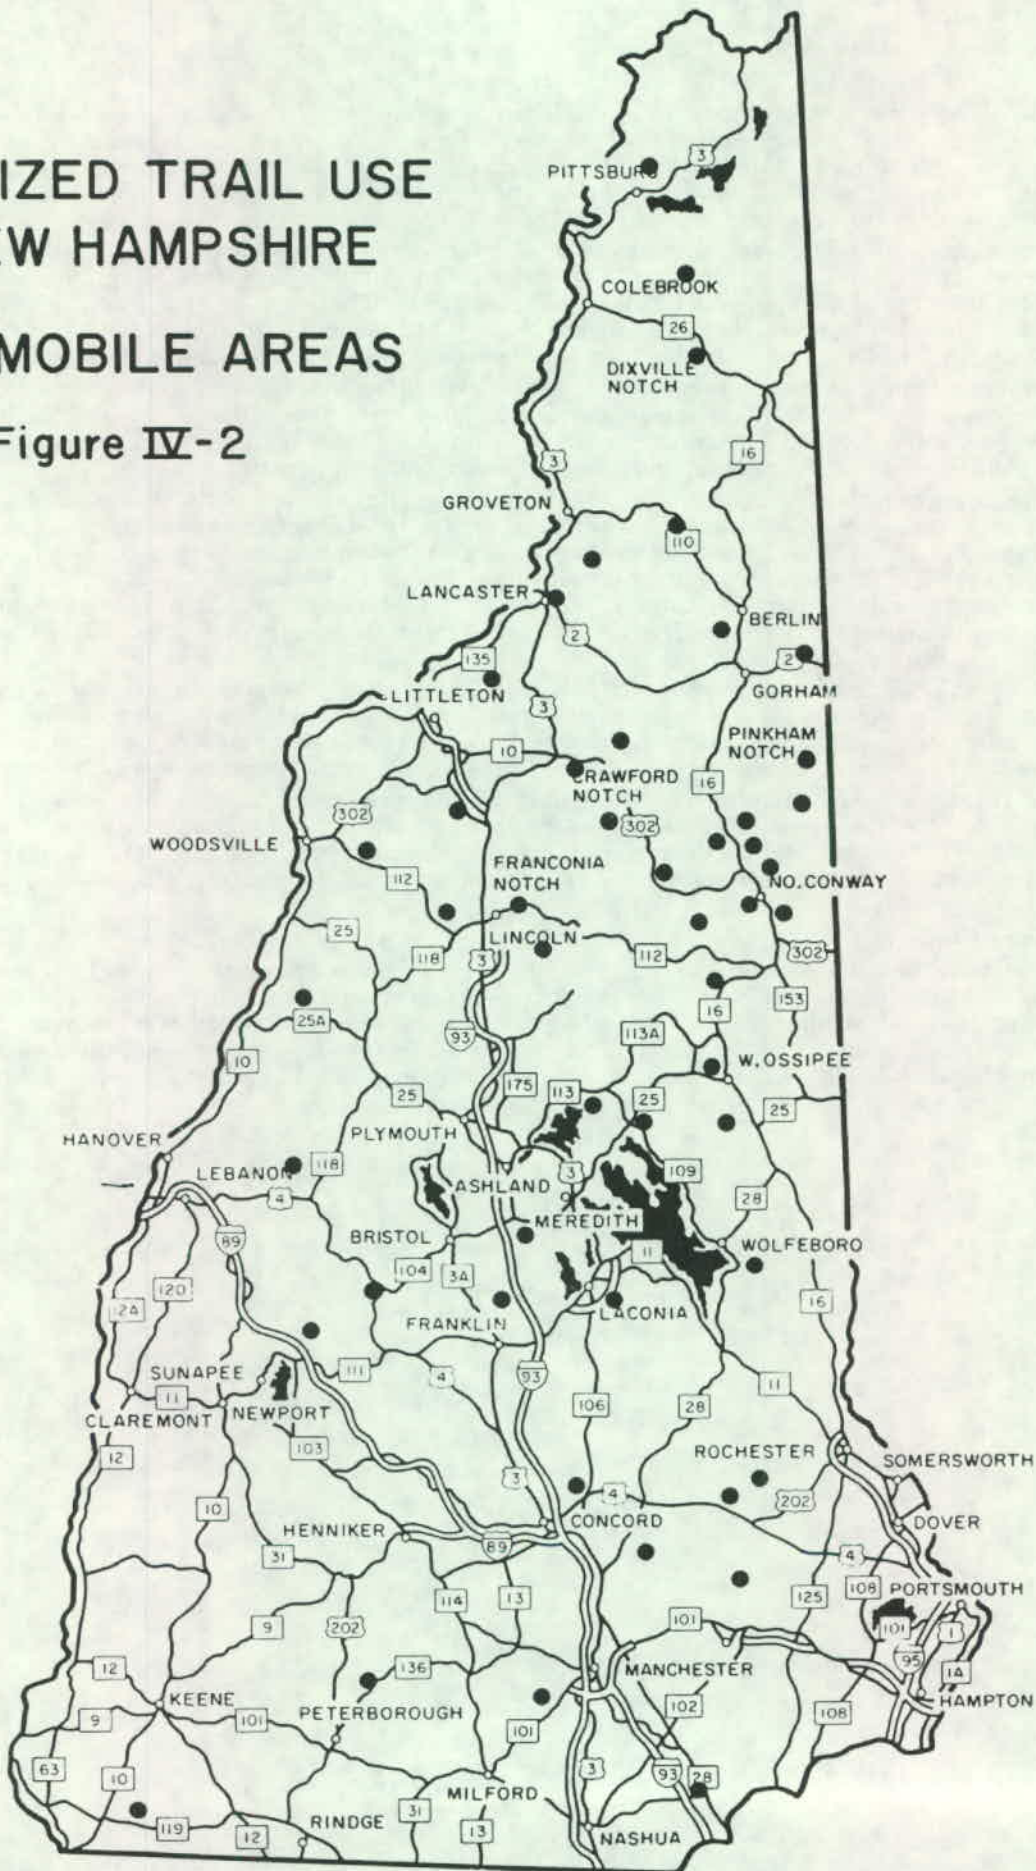 IZED TRAIL USE
EW HAMPSHIRE
MOBILE AREAS
Figure IV-2
3
PITTSBURG
COLEBROOK
26
DIXVILLE
NOTCH
16
3
GROVETON
110
LANCASTER
BERLIN
2
2
135
GORHAM
LITTLETON
3
PINKHAM
NOTCH
10
CRAWFORD
NOTCH
16
302
302
WOODSVILLE
FRANCONIA
NOTCH
112
NO. CONWAY
25
LINCOLN
118
3
112
302
153
25A
16
93
113A
10
W. OSSIPEE
175
113
25
25
25
PLYMOUTH
HANOVER
118
LEBANON
4
ASHLAND
3
109
28
MEREDITH
89
BRISTOL
11
WOLFEBORO
104
3A
120
12A
16
LACONIA
FRANKLIN
SUNAPEE
111
4
93
11
11
CLAREMONT
NEWPORT
106
28
103
12
ROCHESTER
3
SOMERSWORTH
4
202
10
CONCORD
DOVER
HENNIKER
89
31
4
114
13
125
108
PORTSMOUTH
9
202
101
101
1
95
12
136
MANCHESTER
1A
KEENE
102
HAMPTON
9
101
PETERBOROUGH
101
108
63
10
3
93
28
MILFORD
119
12
RINDGE
31
13
NASHUA